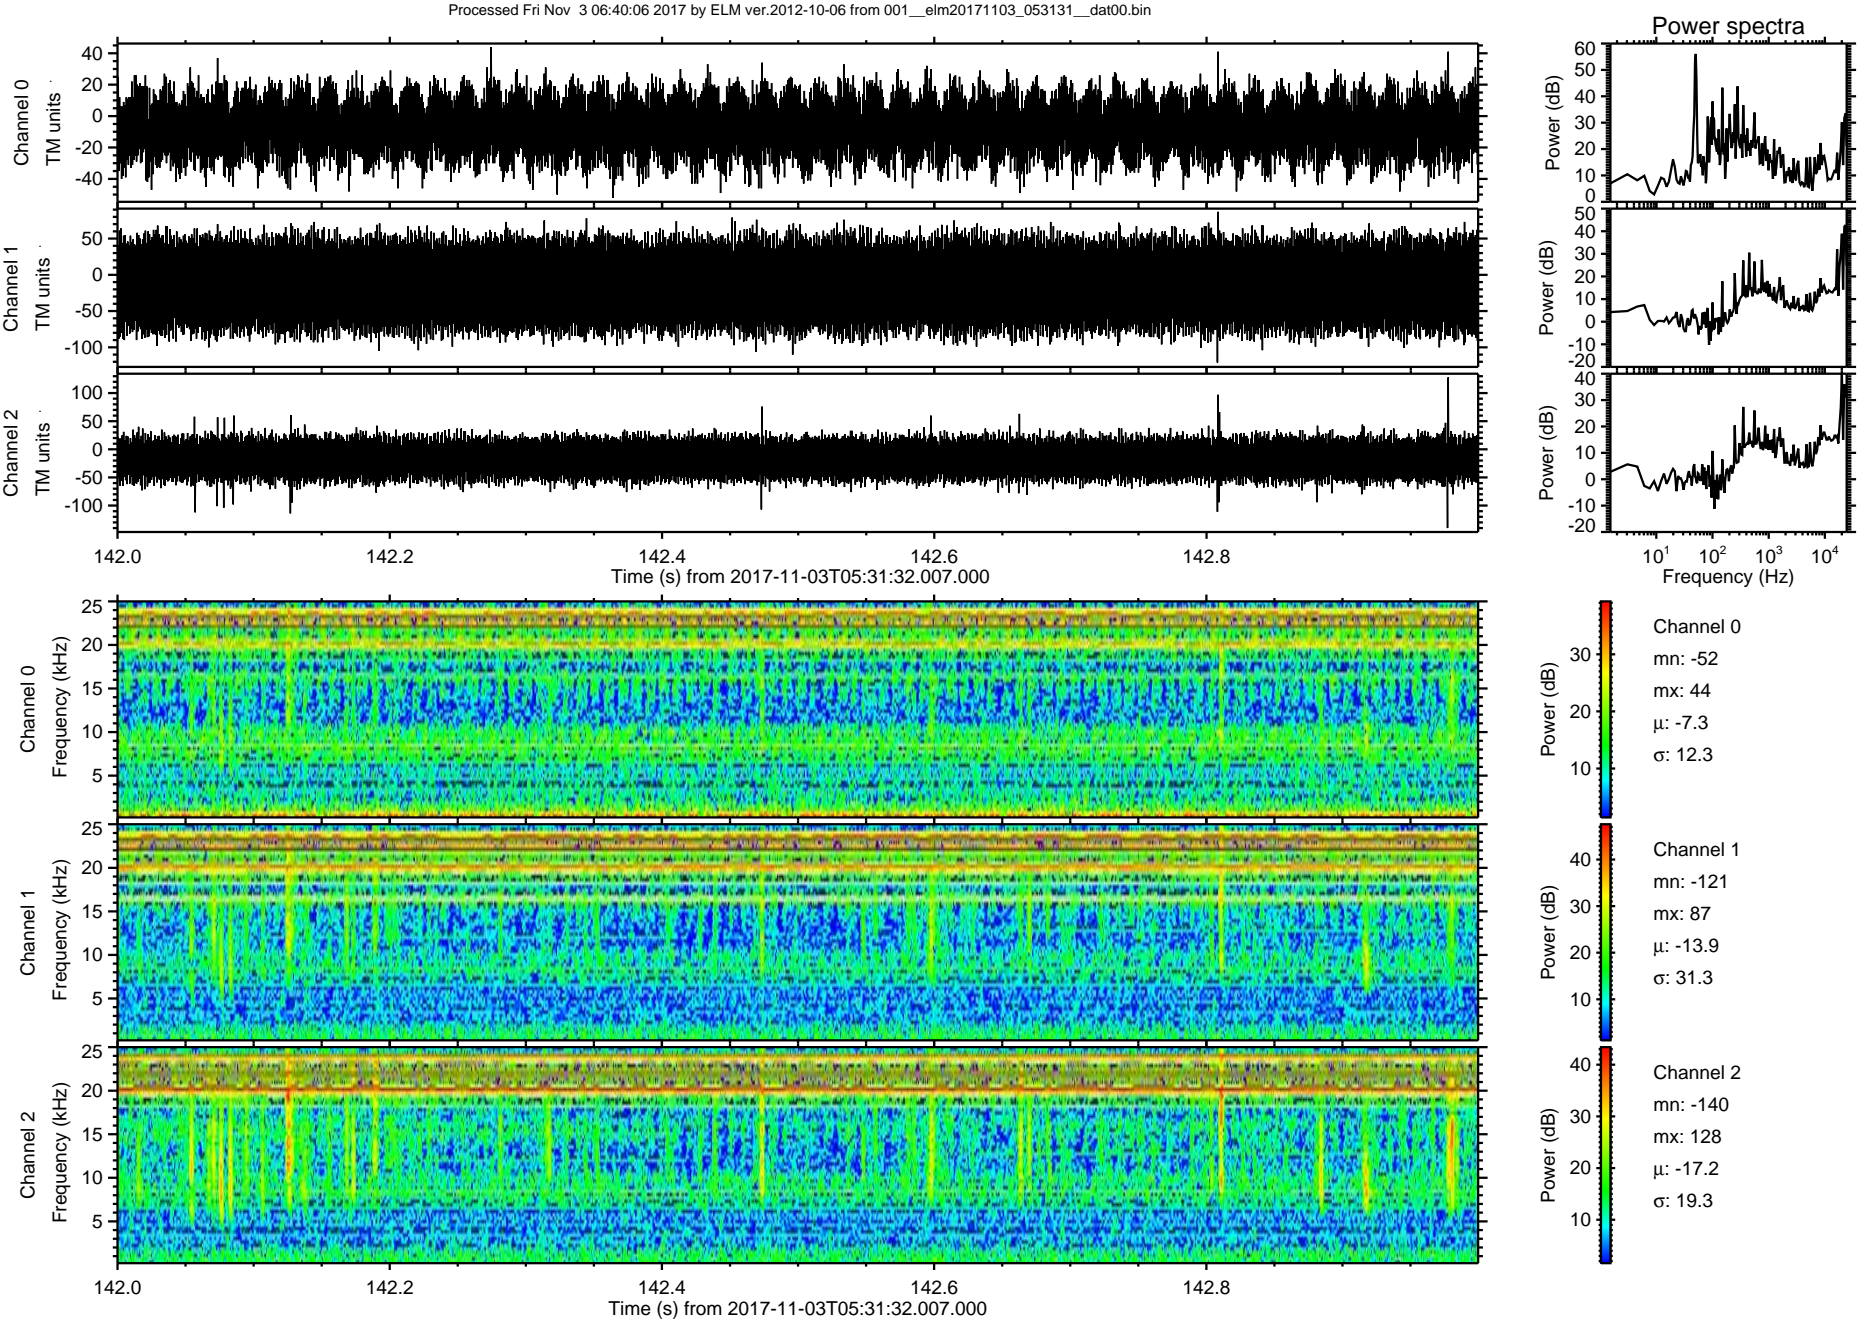 Processed Fri Nov  3 06:40:06 2017 by ELM ver.2012-10-06 from 001__elm20171103_053131__dat00.bin
Power spectra
Channel 0
TM units
40
20
0
-20
-40
Power (dB)
60
50
40
30
20
10
0
Channel 1
TM units
50
0
-50
-100
Power (dB)
50
40
30
20
10
0
-10
-20
Channel 2
TM units
100
50
0
-50
-100
Power (dB)
40
30
20
10
0
-10
-20
142.0 142.2 142.4 142.6 142.8
Time (s) from 2017-11-03T05:31:32.007.000
10^1 10^2 10^3 10^4
Frequency (Hz)
Channel 0
Frequency (kHz)
25
20
15
10
5
Power (dB)
30
20
10
Channel 0
mn: -52
mx: 44
µ: -7.3
σ: 12.3
Channel 1
Frequency (kHz)
25
20
15
10
5
Power (dB)
40
30
20
10
Channel 1
mn: -121
mx: 87
µ: -13.9
σ: 31.3
Channel 2
Frequency (kHz)
25
20
15
10
5
Power (dB)
40
30
20
10
Channel 2
mn: -140
mx: 128
µ: -17.2
σ: 19.3
142.0 142.2 142.4 142.6 142.8
Time (s) from 2017-11-03T05:31:32.007.000